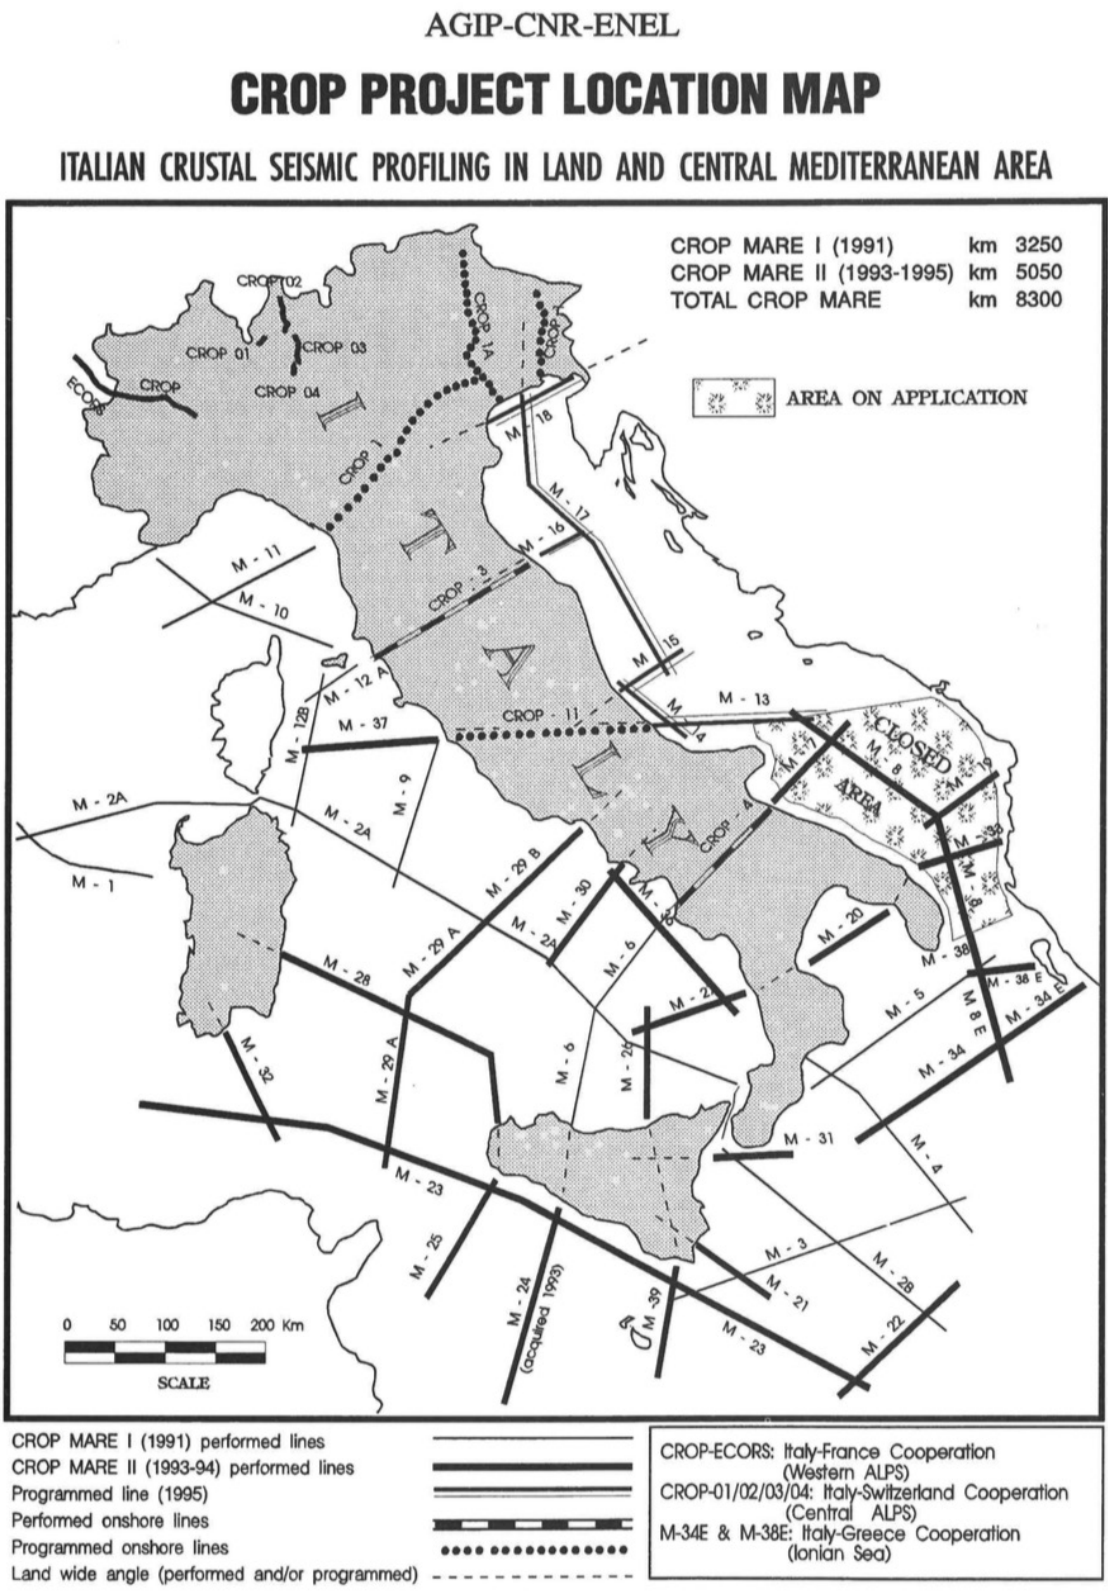 AGIP-CNR-ENEL
CROP PROJECT LOCATION MAP
ITALIAN CRUSTAL SEISMIC PROFILING IN LAND AND CENTRAL MEDITERRANEAN AREA
CROP MARE I (1991) km 3250
CROP MARE II (1993-1995) km 5050
TOTAL CROP MARE km 8300
AREA ON APPLICATION
CROP 02
CROP 01
CROP 03
CROP 04
ECORS
CROP
CROP 1A
CROP
CROP 1
I
T
A
L
Y
M - 18
M - 17
M - 16
CROP - 3
M - 11
M - 10
M - 15
M - 12 A
M - 12B
M - 37
M - 13
M
CROP - 11
CLOSED
AREA
M - 8
M - 9
M - 2A
M - 2A
M - 1
CROP - 4
M - 29 B
M - 30
M - 29 A
M - 2A
M - 6
M - 20
M - 8
M - 38
M - 38 E
M - 28
M - 5
M 8 E
M - 34 E
M - 34
M - 32
M - 29 A
M - 6
M - 26
M - 31
M - 4
M - 23
M - 25
M - 24
(acquired 1993)
M - 3
M - 21
M - 2B
M - 39
M - 23
M - 22
0 50 100 150 200 Km
SCALE
CROP MARE I (1991) performed lines
CROP MARE II (1993-94) performed lines
Programmed line (1995)
Performed onshore lines
Programmed onshore lines
Land wide angle (performed and/or programmed)
CROP-ECORS: Italy-France Cooperation
(Western ALPS)
CROP-01/02/03/04: Italy-Switzerland Cooperation
(Central ALPS)
M-34E & M-38E: Italy-Greece Cooperation
(Ionian Sea)